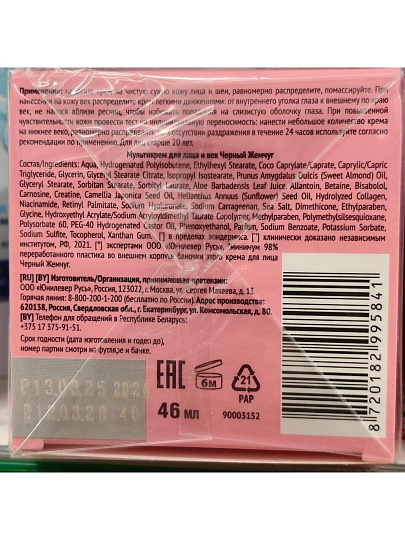 Применение: нанесите крем на чистую сухую кожу лица и шеи, равномерно распределите, помассируйте. При
нанесении на кожу век распределите крем легкими движениями: от внутреннего уголка глаза к внешнему по краю
век, не нанося вблизи ресниц, чтобы избежать попадания на слизистую оболочку глаза. При повышенной
чувствительности кожи провести тест на индивидуальную переносимость: нанести небольшое количество крема
на нижнее веко, равномерно распределить. При отсутствии раздражения в течение 24 часов используйте согласно
рекомендации по применению. Для лиц старше 20 лет.
Мультикрем для лица и век Черный Жемчуг
Состав/Ingredients: Aqua, Hydrogenated Polyisobutene, Ethylhexyl Stearate, Coco Caprylate/Caprate, Caprylic/Capric
Triglyceride, Glycerin, Glyceryl Stearate Citrate, Isopropyl Isostearate, Prunus Amygdalus Dulcis (Sweet Almond) Oil,
Glyceryl Stearate, Sorbitan Stearate, Sorbityl Laurate, Aloe Barbadensis Leaf Juice, Allantoin, Betaine, Bisabolol,
Carnosine, Creatine, Camellia Japonica Seed Oil, Helianthus Annuus (Sunflower) Seed Oil, Hydrolyzed Collagen,
Niacinamide, Retinyl Palmitate, Sodium Hyaluronate, Sodium Carrageenan, Sea Salt, Dimethicone, Ethylparaben,
Glycine, Hydroxyethyl Acrylate/Sodium Acryloyldimethyl Taurate Copolymer, Methylparaben, Polymethylsilsesquioxane,
Polysorbate 60, PEG-40 Hydrogenated Castor Oil, Phenoxyethanol, Parfum, Sodium Benzoate, Potassium Sorbate,
Sodium Sulfite, Tocopherol, Xanthan Gum. [¹] в пределах эпидермиса. [*] клинически доказано независимым
институтом, РФ, 2021. [°] экспертами ООО «Юнилевер Русь». минимум 98%
переработанного пластика во внешнем корпусе баночки этого крема для лица
Черный Жемчуг.
[RU] [BY] Изготовитель/Организация, принимающая претензии:
ООО «Юнилевер Русь», Россия, 123022, г. Москва, ул. Сергея Макеева, д. 13.
Горячая линия: 8-800-200-1-200 (бесплатно по России). Адрес производства:
620138, Россия, Свердловская обл., г. Екатеринбург, ул. Комсомольская, д. 80.
[BY] Телефон для обращений в Республике Беларусь:
+375 17 375-91-51.
Срок годности (дата изготовления и годен до),
номер партии смотри на футляре и банке.
EAC
6м
21
PAP
46 мл
90003152
8720182995841